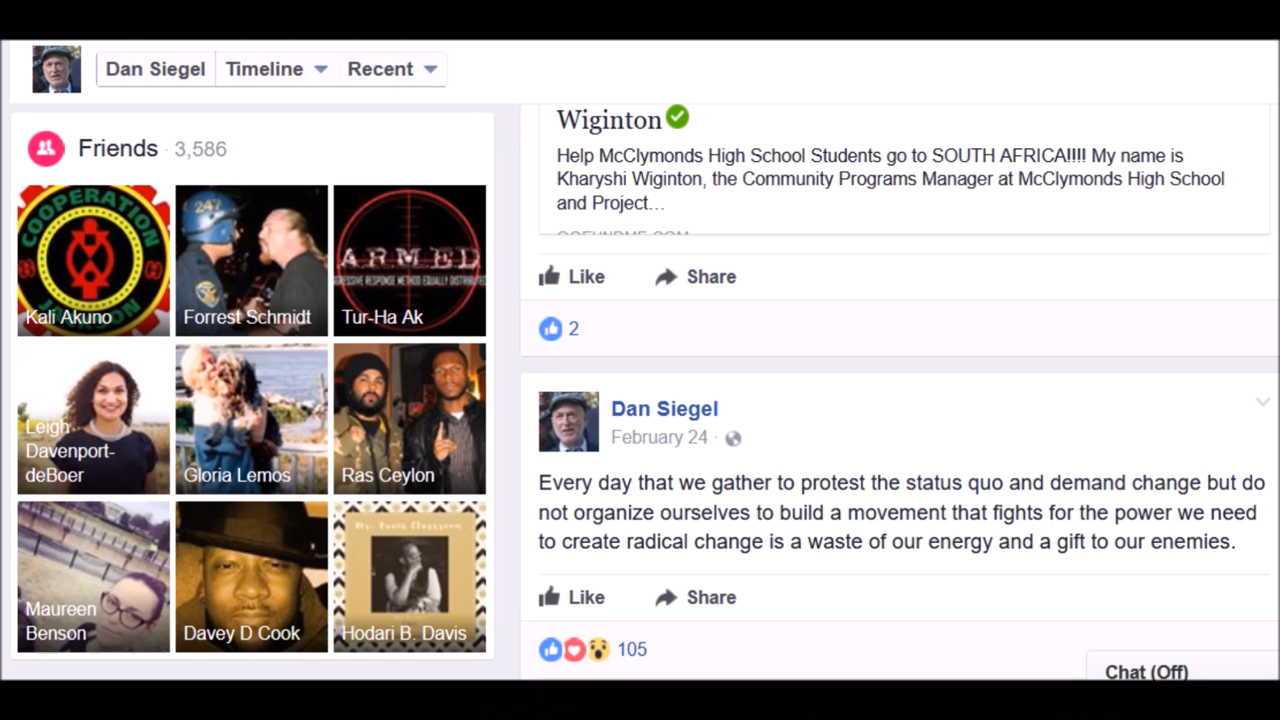 Dan Siegel
Timeline
Recent
Friends · 3,586
COOPERATION
JACKSON
Kali Akuno
247
Forrest Schmidt
ARMED
Tur-Ha Ak
Leigh
Davenport-
deBoer
Gloria Lemos
Ras Ceylon
Maureen
Benson
Davey D Cook
Hodari B. Davis
Wiginton
Help McClymonds High School Students go to SOUTH AFRICA!!!! My name is
Kharyshi Wiginton, the Community Programs Manager at McClymonds High School
and Project…
GOFUNDME.COM
Like
Share
2
Dan Siegel
February 24 ·
Every day that we gather to protest the status quo and demand change but do
not organize ourselves to build a movement that fights for the power we need
to create radical change is a waste of our energy and a gift to our enemies.
Like
Share
105
Chat (Off)